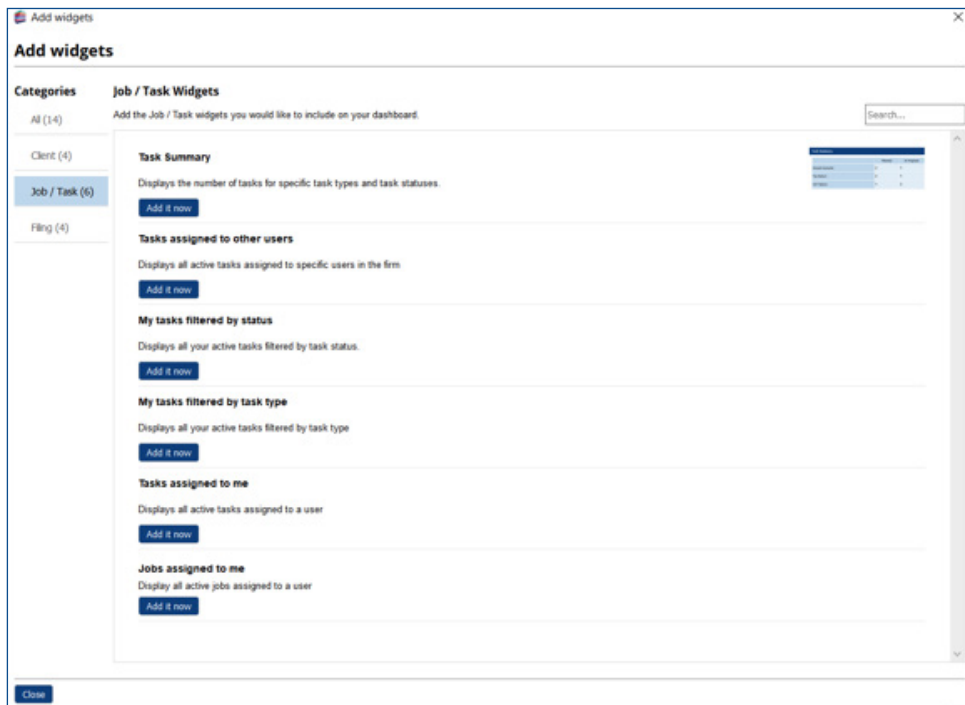 Add widgets
Add widgets
Categories
All (14)
Client (4)
Job / Task (6)
Filing (4)
Job / Task Widgets
Add the Job / Task widgets you would like to include on your dashboard.
Search...
Task Summary
Displays the number of tasks for specific task types and task statuses.
Add it now
Tasks assigned to other users
Displays all active tasks assigned to specific users in the firm
Add it now
My tasks filtered by status
Displays all your active tasks filtered by task status.
Add it now
My tasks filtered by task type
Displays all your active tasks filtered by task type
Add it now
Tasks assigned to me
Displays all active tasks assigned to a user
Add it now
Jobs assigned to me
Display all active jobs assigned to a user
Add it now
Close